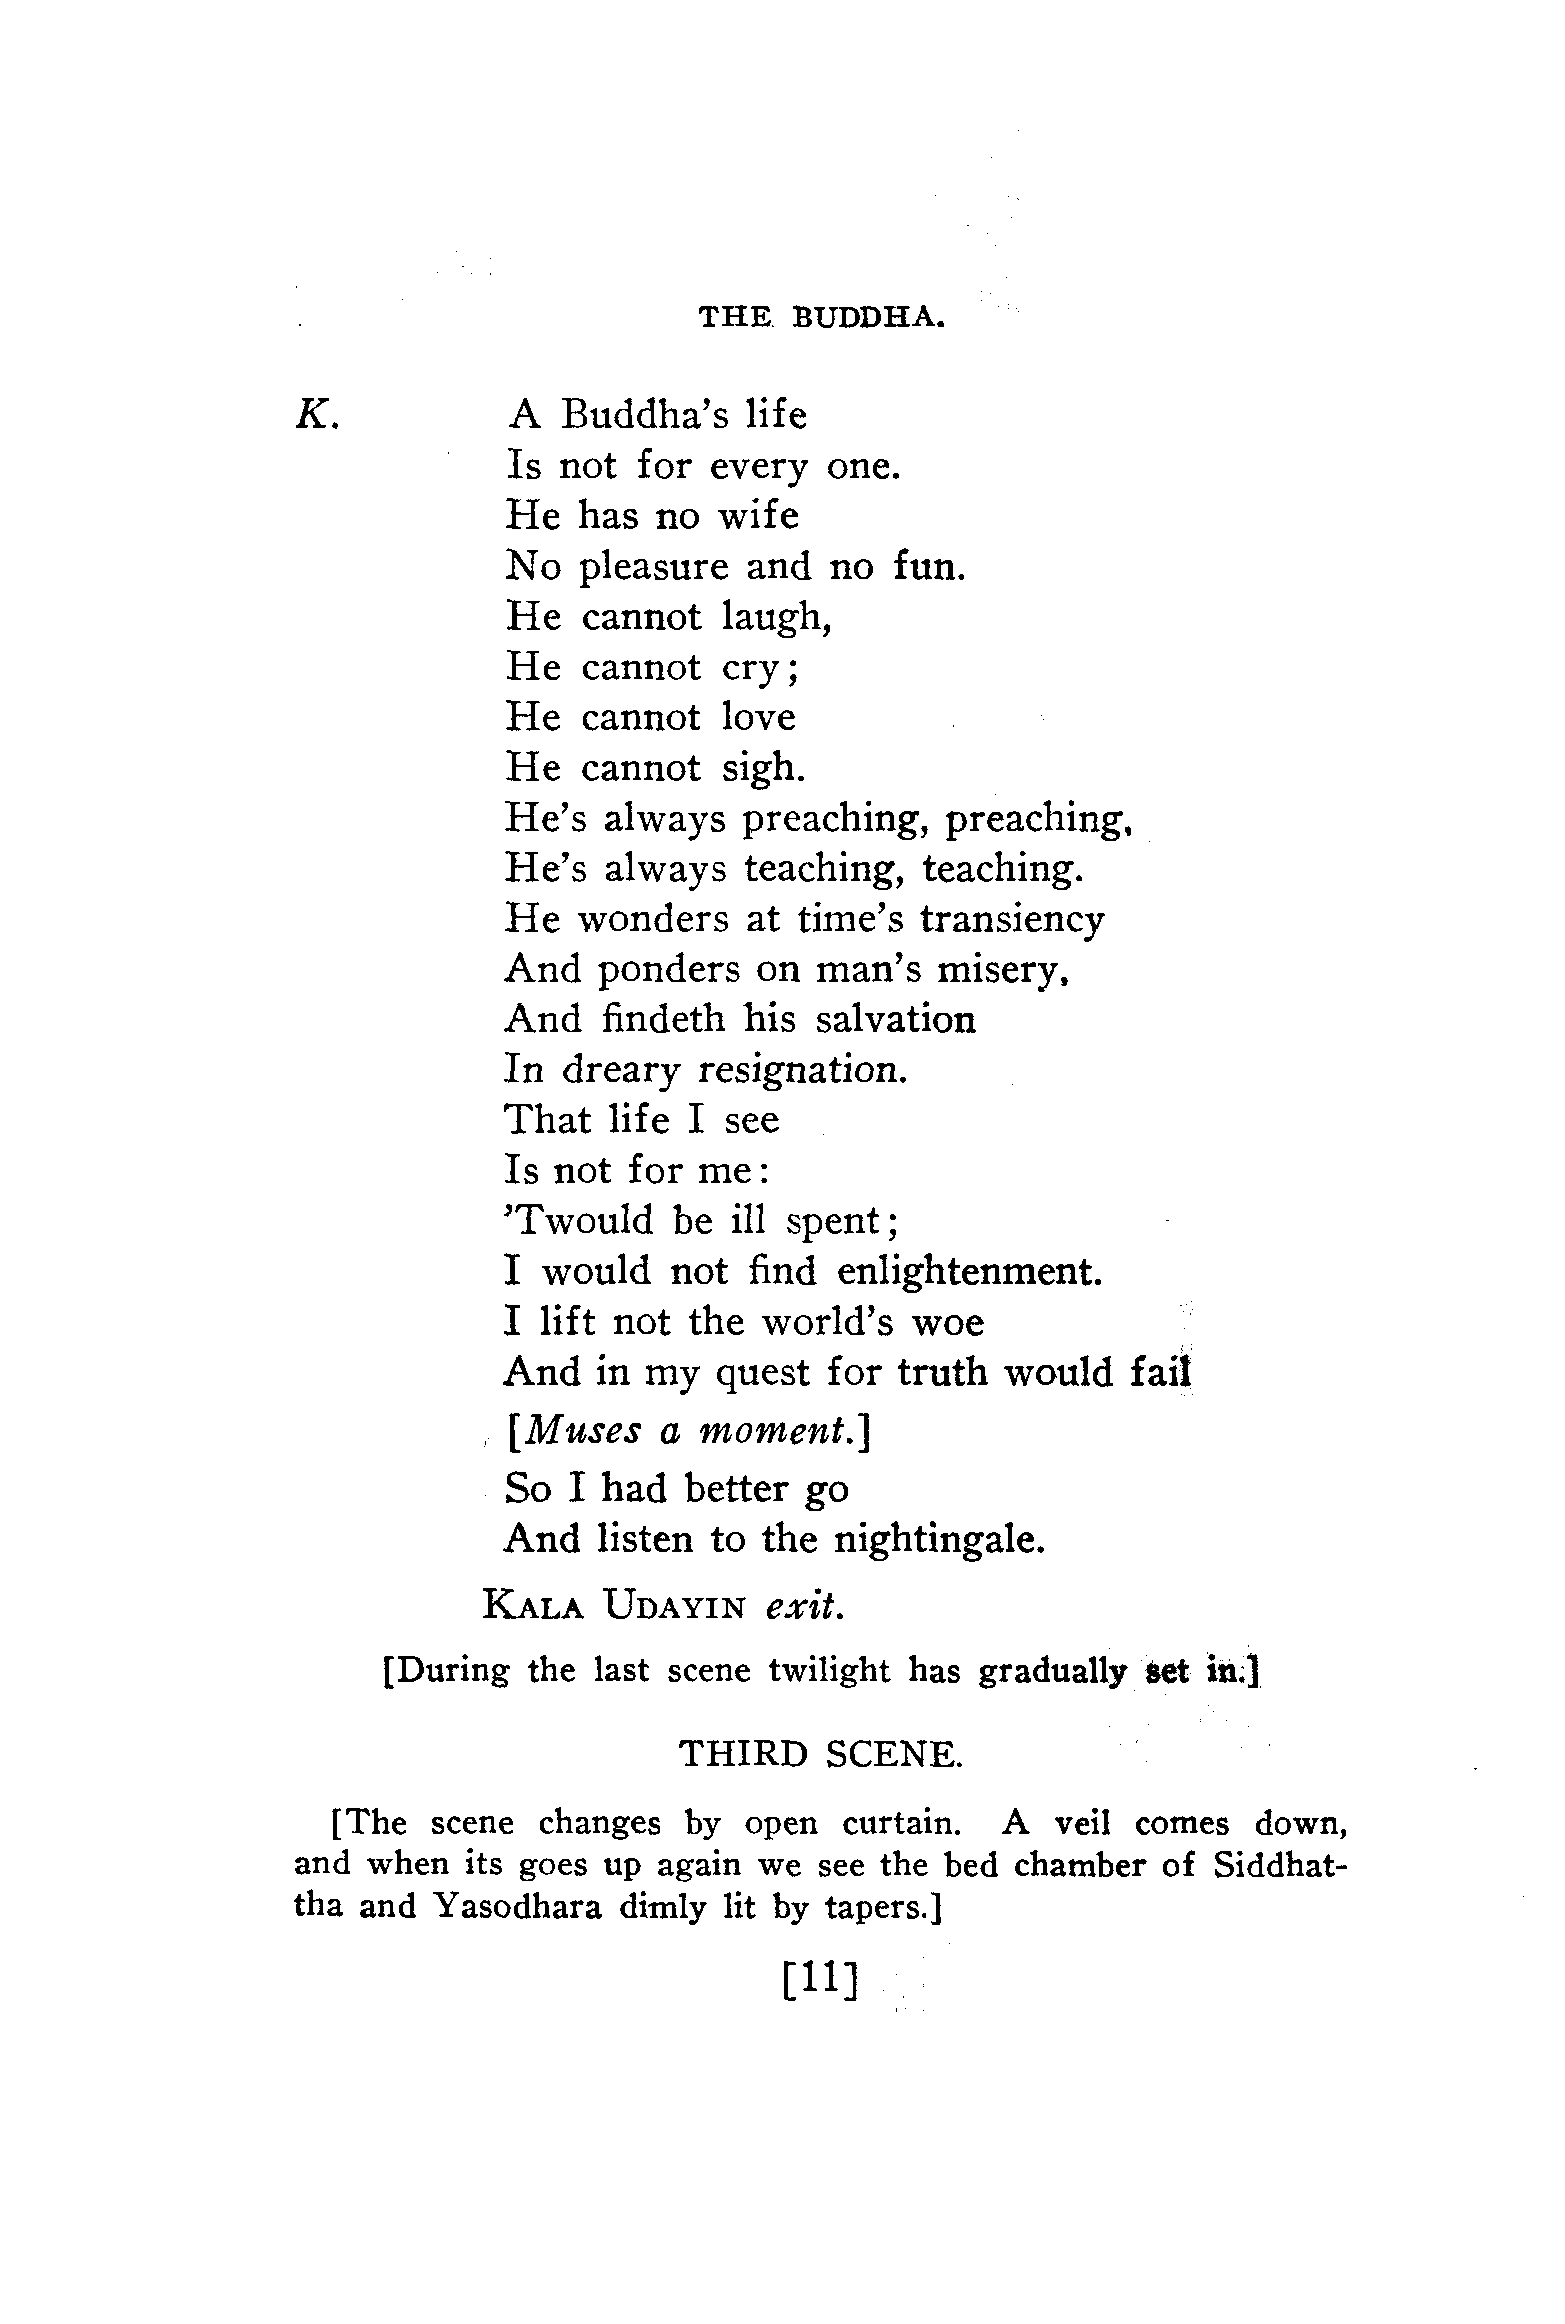 THE BUDDHA.
K. A Buddha's life
Is not for every one.
He has no wife
No pleasure and no fun.
He cannot laugh,
He cannot cry;
He cannot love
He cannot sigh.
He's always preaching, preaching,
He's always teaching, teaching.
He wonders at time's transiency
And ponders on man's misery,
And findeth his salvation
In dreary resignation.
That life I see
Is not for me:
'Twould be ill spent;
I would not find enlightenment.
I lift not the world's woe
And in my quest for truth would fail
[Muses a moment.]
So I had better go
And listen to the nightingale.
KALA UDAYIN exit.
[During the last scene twilight has gradually set in.]
THIRD SCENE.
[The scene changes by open curtain. A veil comes down,
and when its goes up again we see the bed chamber of Siddhat-
tha and Yasodhara dimly lit by tapers.]
[11]